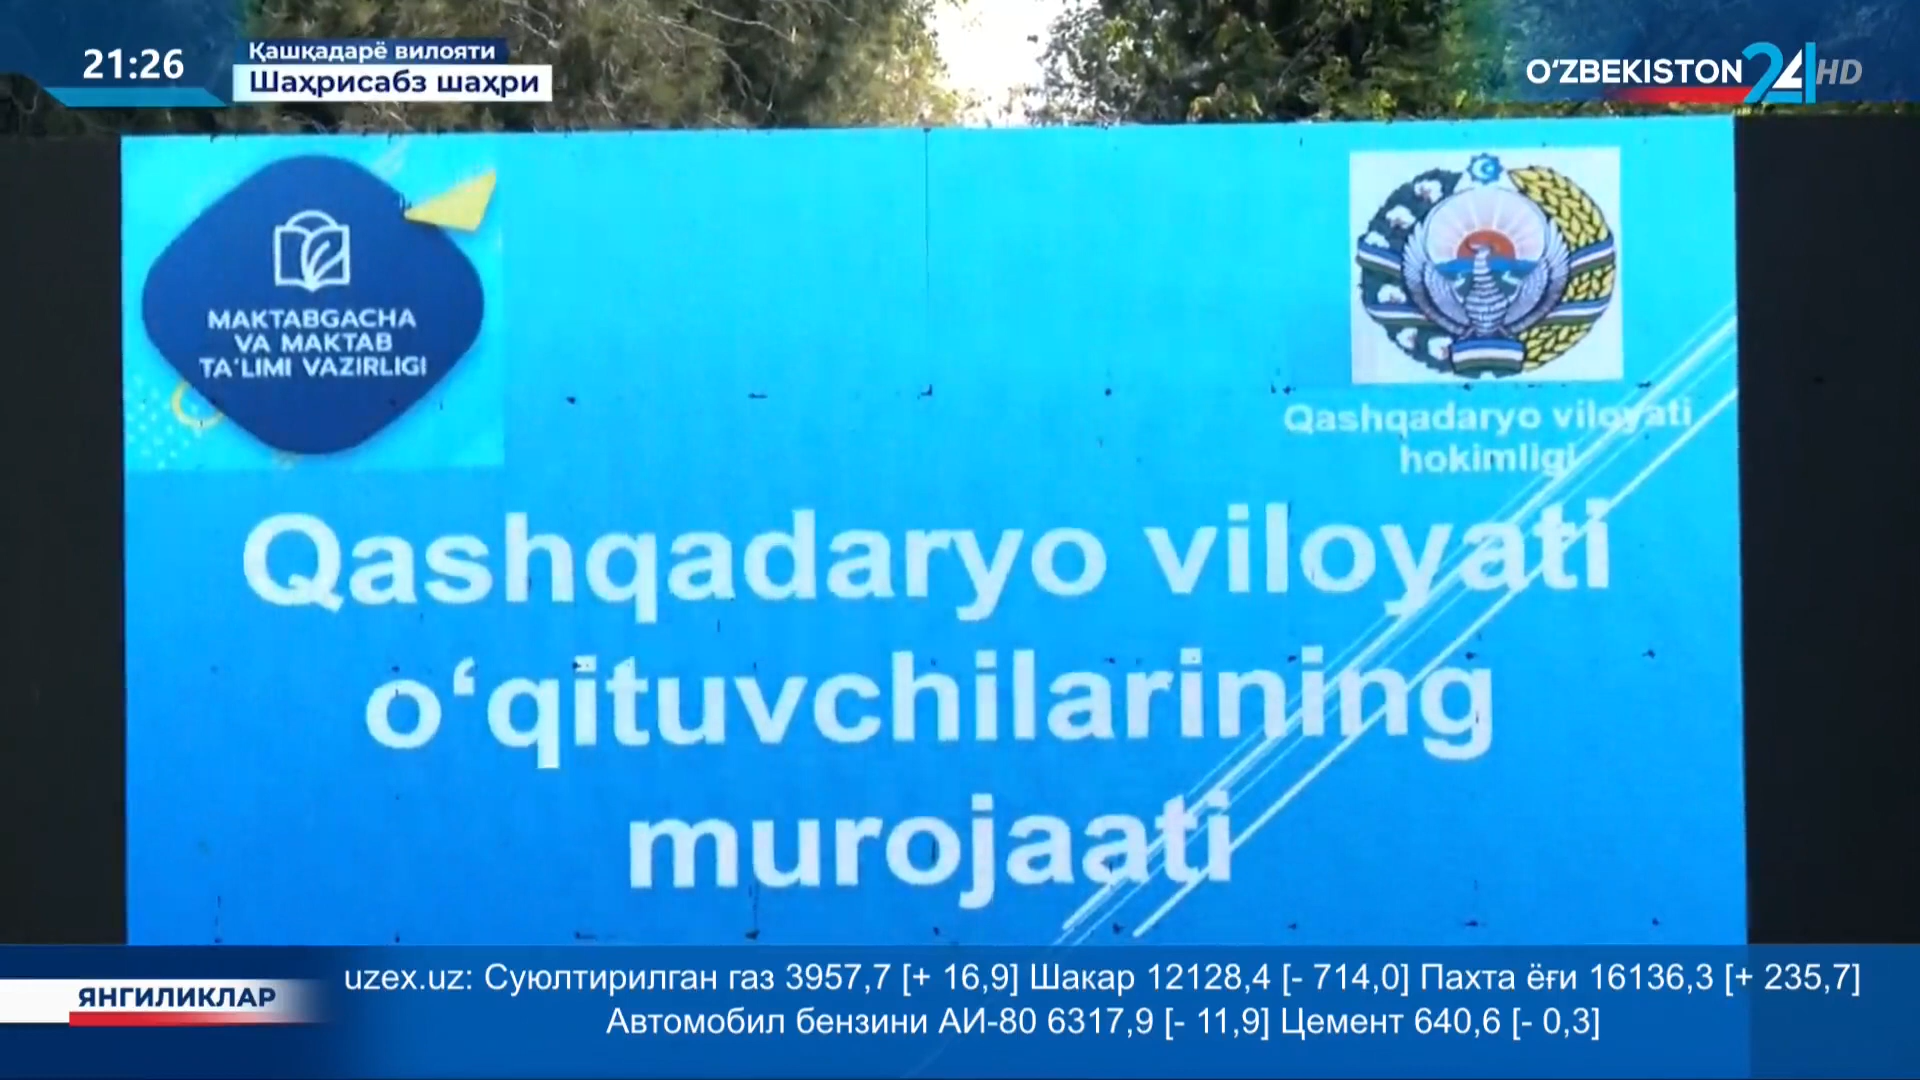 21:26
Қашқадарё вилояти
Шаҳрисабз шаҳри
O‘ZBEKISTON 24 HD
MAKTABGACHA
VA MAKTAB
TA‘LIMI VAZIRLIGI
Qashqadaryo viloyati
hokimligi
Qashqadaryo viloyati
o‘qituvchilarining
murojaati
ЯНГИЛИКЛАР
uzex.uz: Суюлтирилган газ 3957,7 [+ 16,9] Шакар 12128,4 [- 714,0] Пахта ёғи 16136,3 [+ 235,7]
Автомобил бензини АИ-80 6317,9 [- 11,9] Цемент 640,6 [- 0,3]